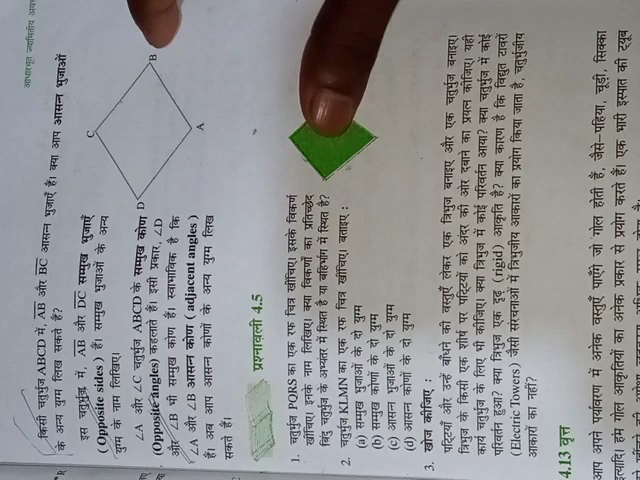 आधारभूत ज्यामितीय
किसी चतुर्भुज ABCD में, AB और BC आसन्न भुजाएँ हैं। क्या आप आसन्न भुजाओं
के अन्य युग्म लिख सकते हैं?
इस चतुर्भुज में, AB और DC सम्मुख भुजाएँ
(Opposite sides) हैं। सम्मुख भुजाओं के अन्य
युग्म के नाम लिखिए।
∠A और ∠C चतुर्भुज ABCD के सम्मुख कोण
(Opposite angles) कहलाते हैं। इसी प्रकार, ∠D
और ∠B भी सम्मुख कोण हैं। स्वाभाविक है कि
∠A और ∠B आसन्न कोण (adjacent angles)
हैं। अब आप आसन्न कोणों के अन्य युग्म लिख
सकते हैं।
C
B
D
A
प्रश्नावली 4.5
1. चतुर्भुज PQRS का एक रफ चित्र खींचिए। इसके विकर्ण
खींचिए। इनके नाम लिखिए। क्या विकर्णों का प्रतिच्छेद
बिंदु चतुर्भुज के अभ्यंतर में स्थित है या बहिर्भाग में स्थित है?
2. चतुर्भुज KLMN का एक रफ चित्र खींचिए। बताइए :
(a) सम्मुख भुजाओं के दो युग्म
(b) सम्मुख कोणों के दो युग्म
(c) आसन्न भुजाओं के दो युग्म
(d) आसन्न कोणों के दो युग्म
3. खोज कीजिए :
पट्टियाँ और उन्हें बाँधने की वस्तुएँ लेकर एक त्रिभुज बनाइए और एक चतुर्भुज बनाइए।
त्रिभुज के किसी एक शीर्ष पर पट्टियों को अंदर की ओर दबाने का प्रयत्न कीजिए। यही
कार्य चतुर्भुज के लिए भी कीजिए। क्या त्रिभुज में कोई परिवर्तन आया? क्या चतुर्भुज में कोई
परिवर्तन हुआ? क्या त्रिभुज एक दृढ़ (rigid) आकृति है? क्या कारण है कि विद्युत टावरों
(Electric Towers) जैसी संरचनाओं में त्रिभुजीय आकारों का प्रयोग किया जाता है, चतुर्भुजीय
आकारों का नहीं?
4.13 वृत्त
आप अपने पर्यावरण में अनेक वस्तुएँ पाएँगे जो गोल होती हैं, जैसे–पहिया, चूड़ी, सिक्का
इत्यादि। हम गोल आकृतियों का अनेक प्रकार से प्रयोग करते हैं। एक भारी इस्पात की ट्यूब